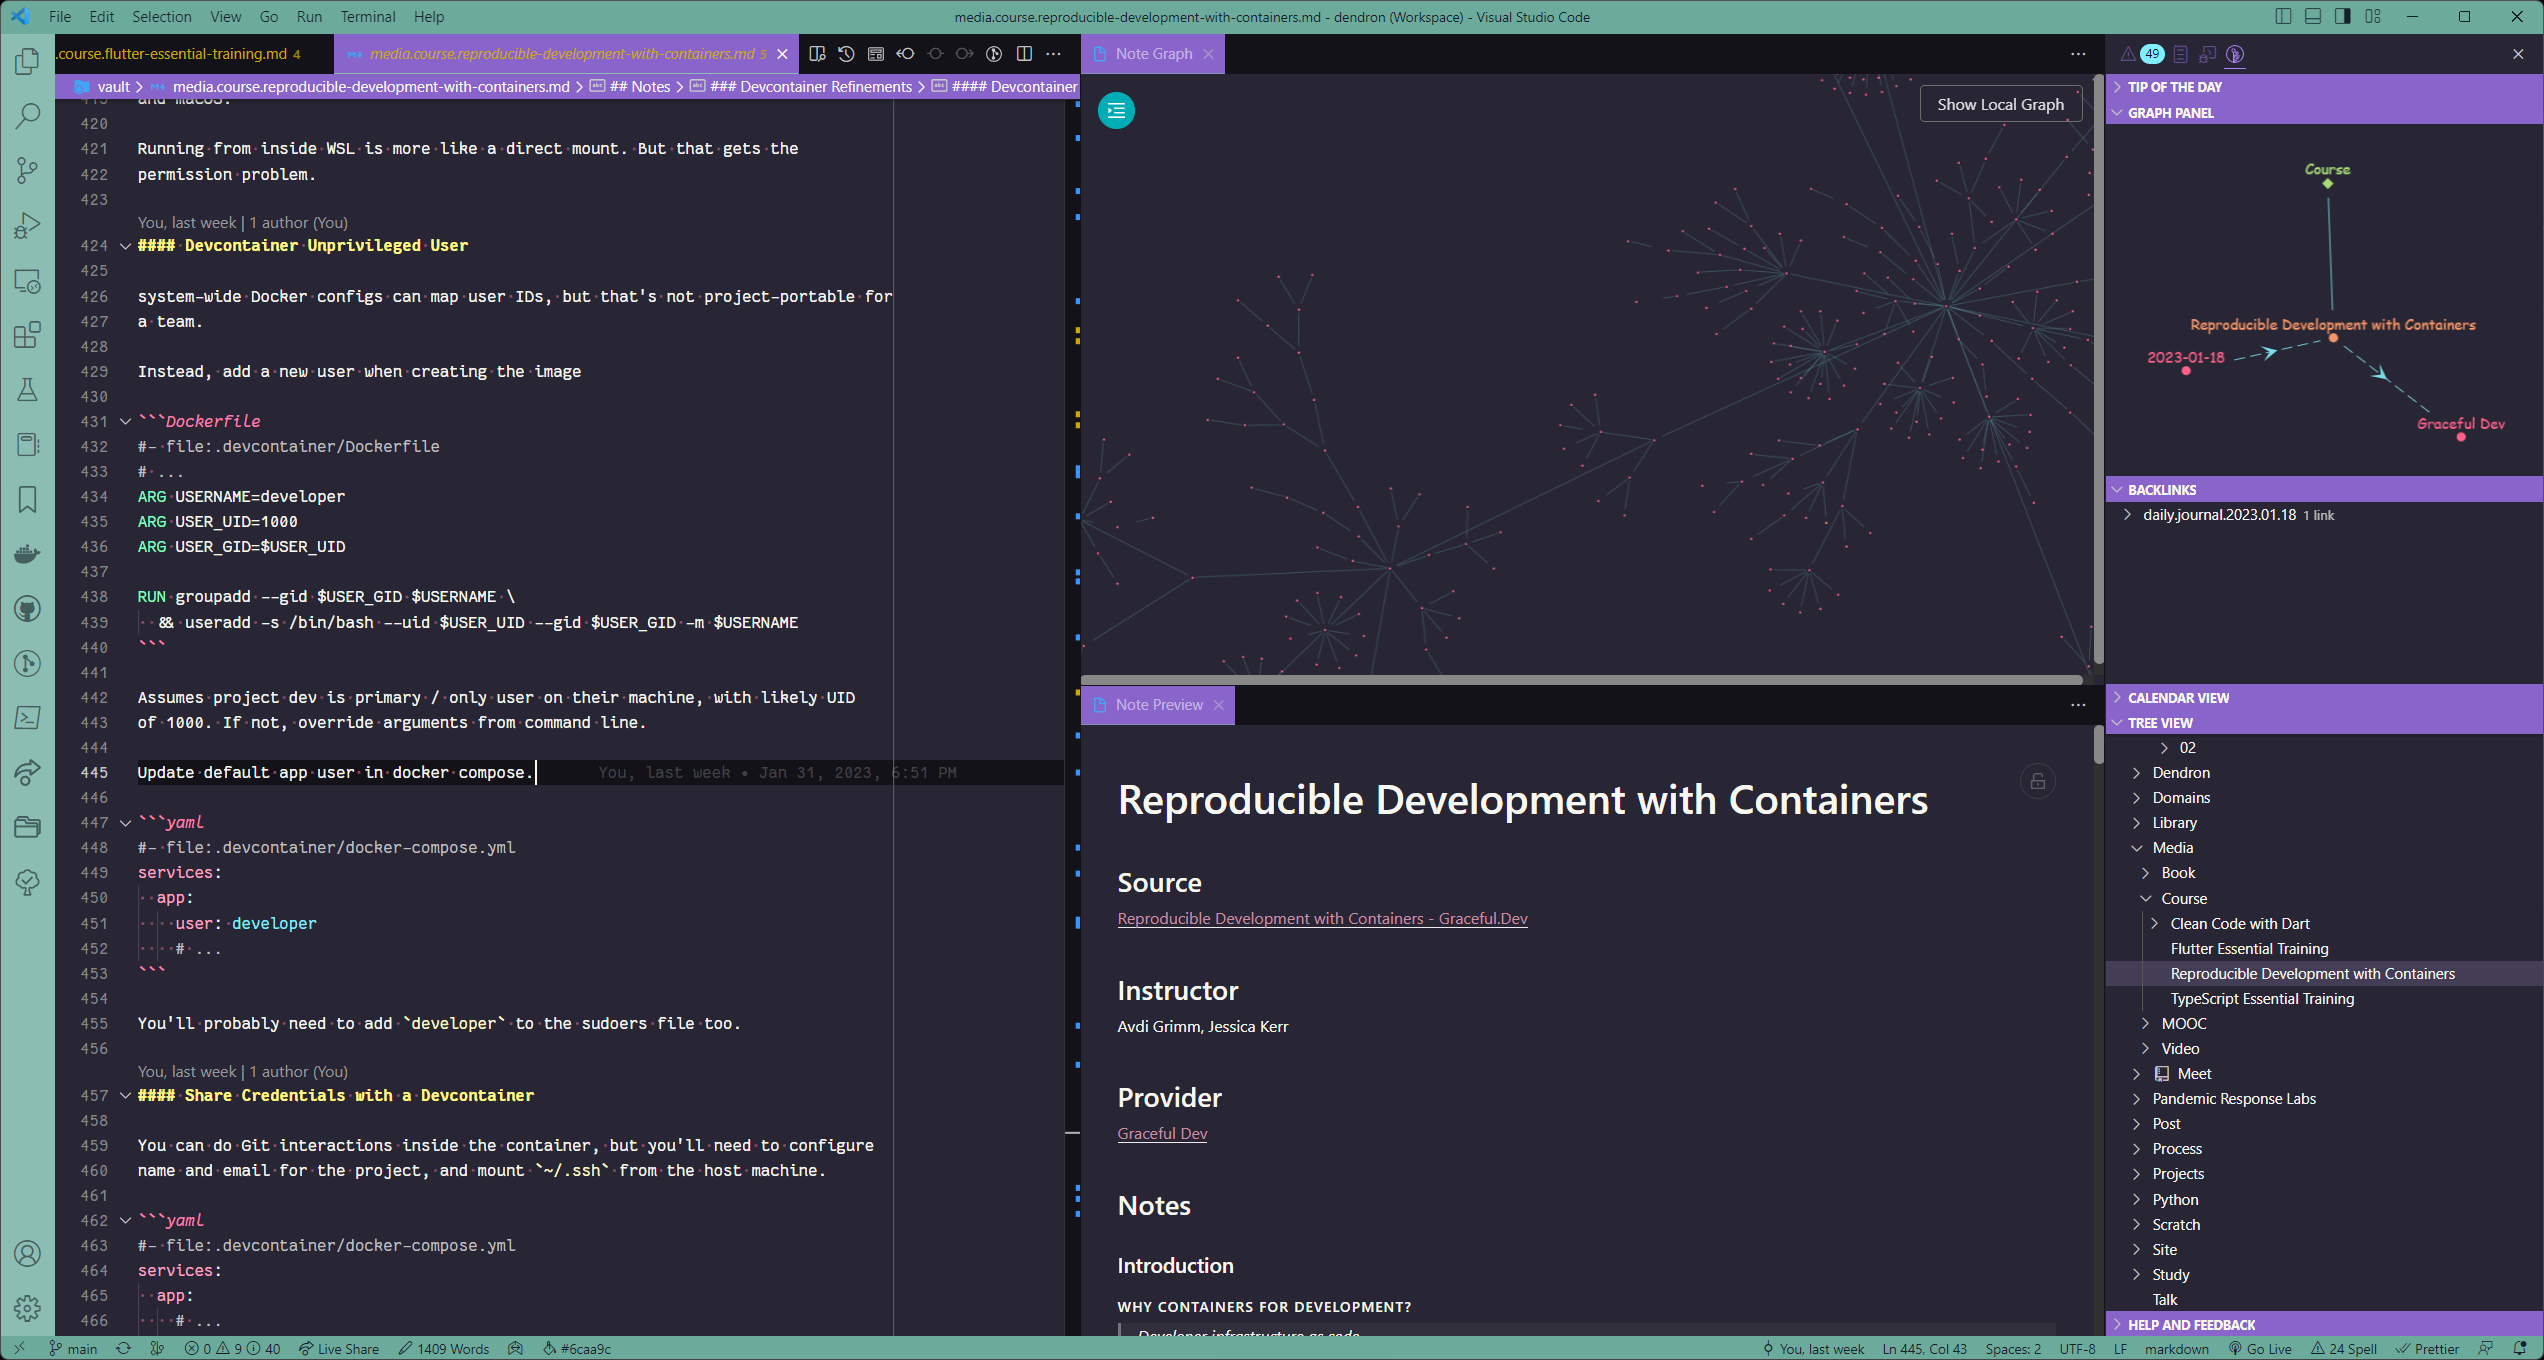 File Edit Selection View Go Run Terminal Help
media.course.reproducible-development-with-containers.md - dendron (Workspace) - Visual Studio Code
.course.flutter-essential-training.md 4
media.course.reproducible-development-with-containers.md 5
vault > media.course.reproducible-development-with-containers.md > ## Notes > ### Devcontainer Refinements > #### Devcontainer
419 and macOS.
420
421 Running from inside WSL is more like a direct mount. But that gets the
422 permission problem.
423
You, last week | 1 author (You)
424 #### Devcontainer Unprivileged User
425
426 system-wide Docker configs can map user IDs, but that's not project-portable for
427 a team.
428
429 Instead, add a new user when creating the image
430
431 ```Dockerfile
432 #- file:.devcontainer/Dockerfile
433 # ...
434 ARG USERNAME=developer
435 ARG USER_UID=1000
436 ARG USER_GID=$USER_UID
437
438 RUN groupadd --gid $USER_GID $USERNAME \
439 && useradd -s /bin/bash --uid $USER_UID --gid $USER_GID -m $USERNAME
440 ```
441
442 Assumes project dev is primary / only user on their machine, with likely UID
443 of 1000. If not, override arguments from command line.
444
445 Update default app user in docker compose. You, last week • Jan 31, 2023, 6:51 PM
446
447 ```yaml
448 #- file:.devcontainer/docker-compose.yml
449 services:
450 app:
451 user: developer
452 # ...
453 ```
454
455 You'll probably need to add `developer` to the sudoers file too.
456
You, last week | 1 author (You)
457 #### Share Credentials with a Devcontainer
458
459 You can do Git interactions inside the container, but you'll need to configure
460 name and email for the project, and mount `~/.ssh` from the host machine.
461
462 ```yaml
463 #- file:.devcontainer/docker-compose.yml
464 services:
465 app:
466 # ...
Note Graph
Show Local Graph
Note Preview
Reproducible Development with Containers
Source
Reproducible Development with Containers - Graceful.Dev
Instructor
Avdi Grimm, Jessica Kerr
Provider
Graceful Dev
Notes
Introduction
WHY CONTAINERS FOR DEVELOPMENT?
Developer infrastructure as code
49
TIP OF THE DAY
GRAPH PANEL
Course
Reproducible Development with Containers
2023-01-18
Graceful Dev
BACKLINKS
daily.journal.2023.01.18 1 link
CALENDAR VIEW
TREE VIEW
02
Dendron
Domains
Library
Media
Book
Course
Clean Code with Dart
Flutter Essential Training
Reproducible Development with Containers
TypeScript Essential Training
MOOC
Video
Meet
Pandemic Response Labs
Post
Process
Projects
Python
Scratch
Site
Study
Talk
HELP AND FEEDBACK
main 0 9 40 Live Share 1409 Words #6caa9c
You, last week Ln 445, Col 43 Spaces: 2 UTF-8 LF markdown Go Live 24 Spell Prettier